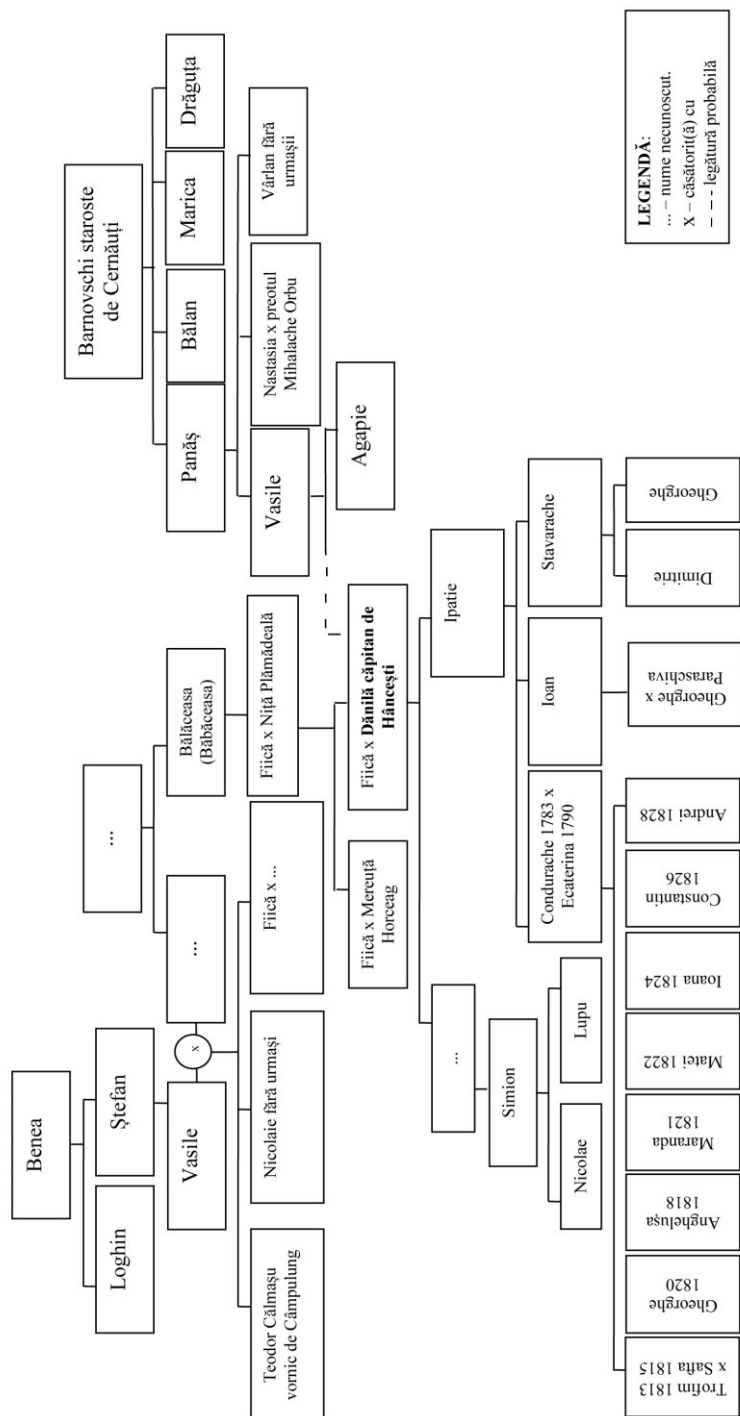 Benea
Loghin
Ștefan
Vasile
x
...
...
Bălăceasa
(Băbăceasa)
Teodor Călmașu
vornic de Câmpulung
Nicolaie fără urmași
Fiică x ...
Fiică x Niță Plămădeală
Fiică x Mereuță
Horceag
Fiică x Dănilă căpitan de
Hâncești
Barnovschi staroste
de Cernăuți
Panăș
Bălan
Marica
Drăguța
Vasile
Nastasia x preotul
Mihalache Orbu
Vârlan fără
urmașii
Agapie
...
Ipatie
Simion
Nicolae
Lupu
Condurache 1783 x
Ecaterina 1790
Ioan
Stavarache
Trofim 1813
x Safta 1815
Gheorghe
1820
Anghelușa
1818
Maranda
1821
Matei 1822
Ioana 1824
Constantin
1826
Andrei 1828
Gheorghe x
Paraschiva
Dimitrie
Gheorghe
LEGENDĂ:
... – nume necunoscut.
X – căsătorit(ă) cu
– – - legătură probabilă